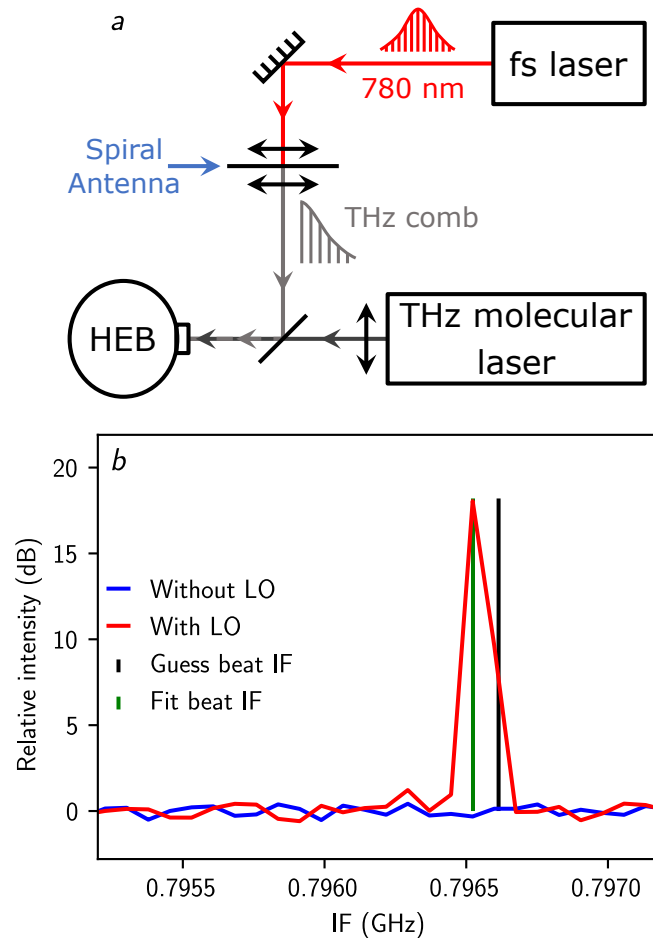 a
fs laser
780 nm
Spiral
Antenna
THz comb
HEB
THz molecular
laser
b
20
15
10
5
0
Relative intensity (dB)
Without LO
With LO
Guess beat IF
Fit beat IF
0.7955
0.7960
0.7965
0.7970
IF (GHz)